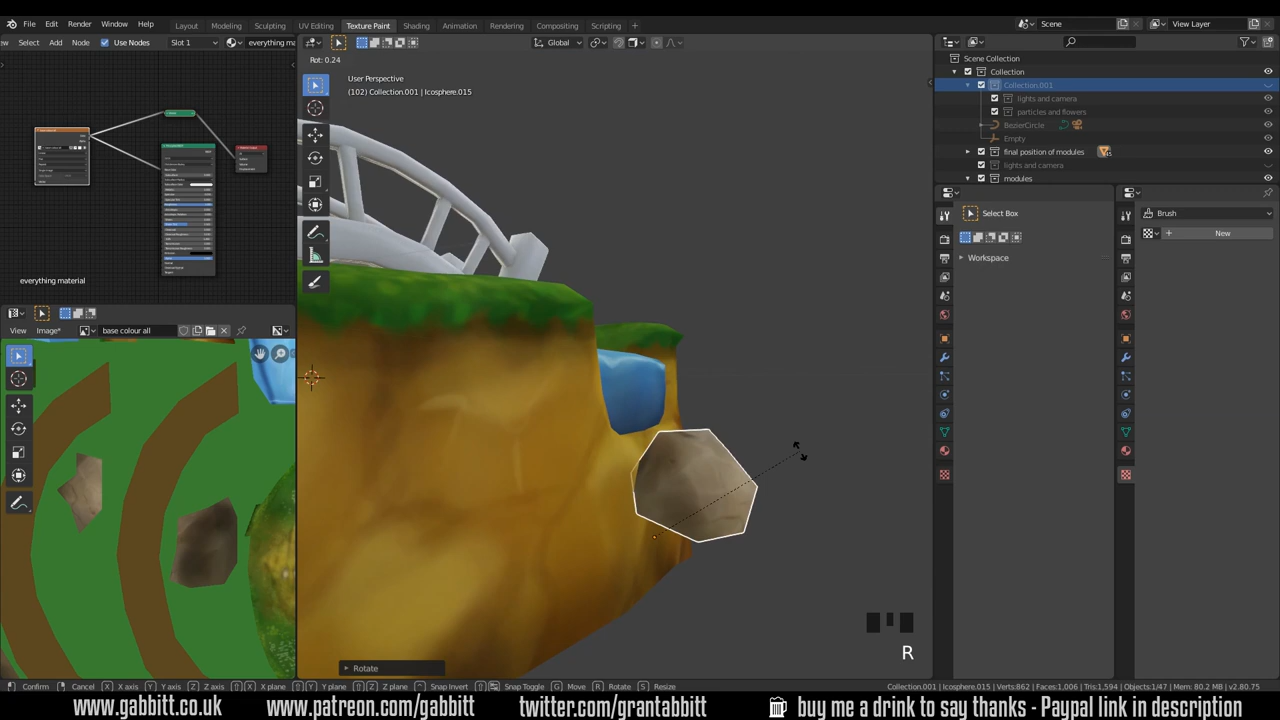 File Edit Render Window Help
Layout Modeling Sculpting UV Editing Texture Paint Shading Animation Rendering Compositing Scripting +
Scene View Layer
Select Add Node Use Nodes Slot 1 everything ma
Global
Rot: 0.24
User Perspective
(102) Collection.001 | Icosphere.015
everything material
View Image* base colour all
Scene Collection
Collection
Collection.001
lights and camera
particles and flowers
BezierCircle
Empty
final position of modules
lights and camera
modules
Select Box
Workspace
Brush
New
R
Rotate
Confirm Cancel X X axis Y Y axis Z Z axis X X plane Y Y plane Z Z plane Snap Invert Snap Toggle G Move R Rotate S Resize
Collection.001 | Icosphere.015 | Verts:862 | Faces:1,006 | Tris:1,594 | Objects:1/47 | Mem: 80.2 MB | v2.80.75
www.gabbitt.co.uk www.patreon.com/gabbitt twitter.com/grantabbitt buy me a drink to say thanks - Paypal link in description